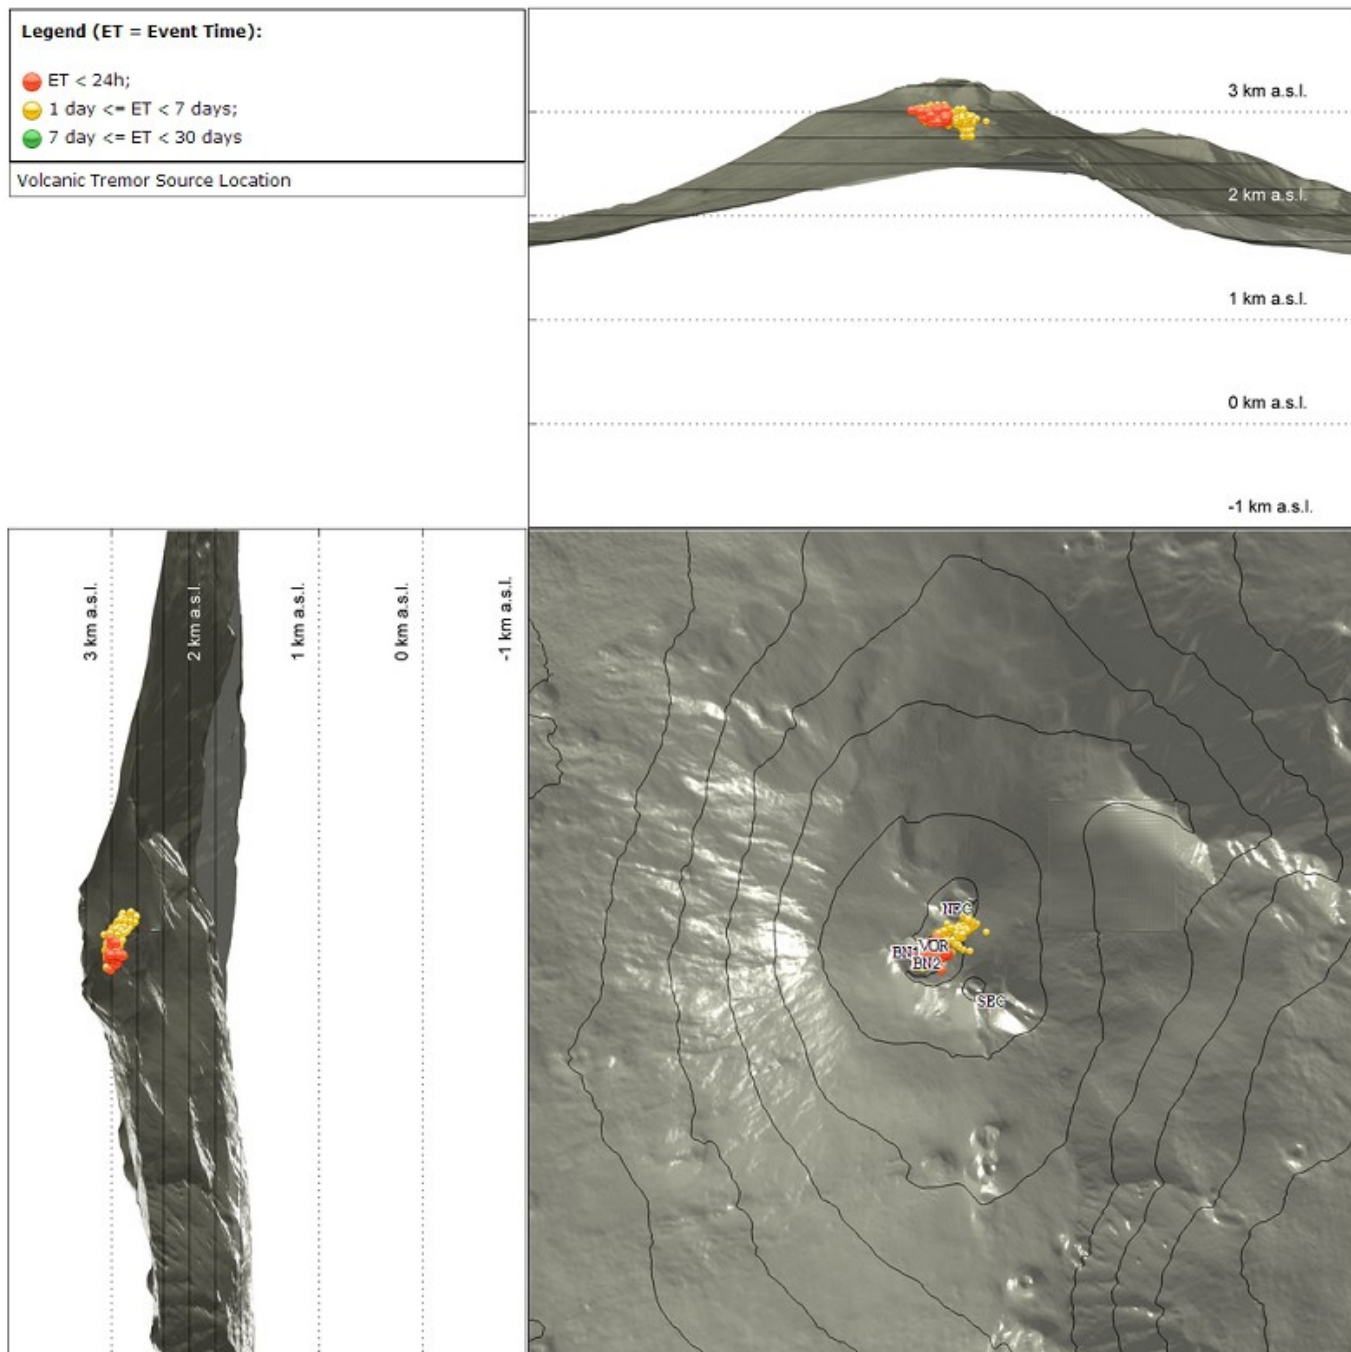 Legend (ET = Event Time):
ET < 24h;
1 day <= ET < 7 days;
7 day <= ET < 30 days
Volcanic Tremor Source Location
3 km a.s.l.
2 km a.s.l.
1 km a.s.l.
0 km a.s.l.
-1 km a.s.l.
3 km a.s.l.
2 km a.s.l.
1 km a.s.l.
0 km a.s.l.
-1 km a.s.l.
NEC
BN1
VOR
BN2
SEC